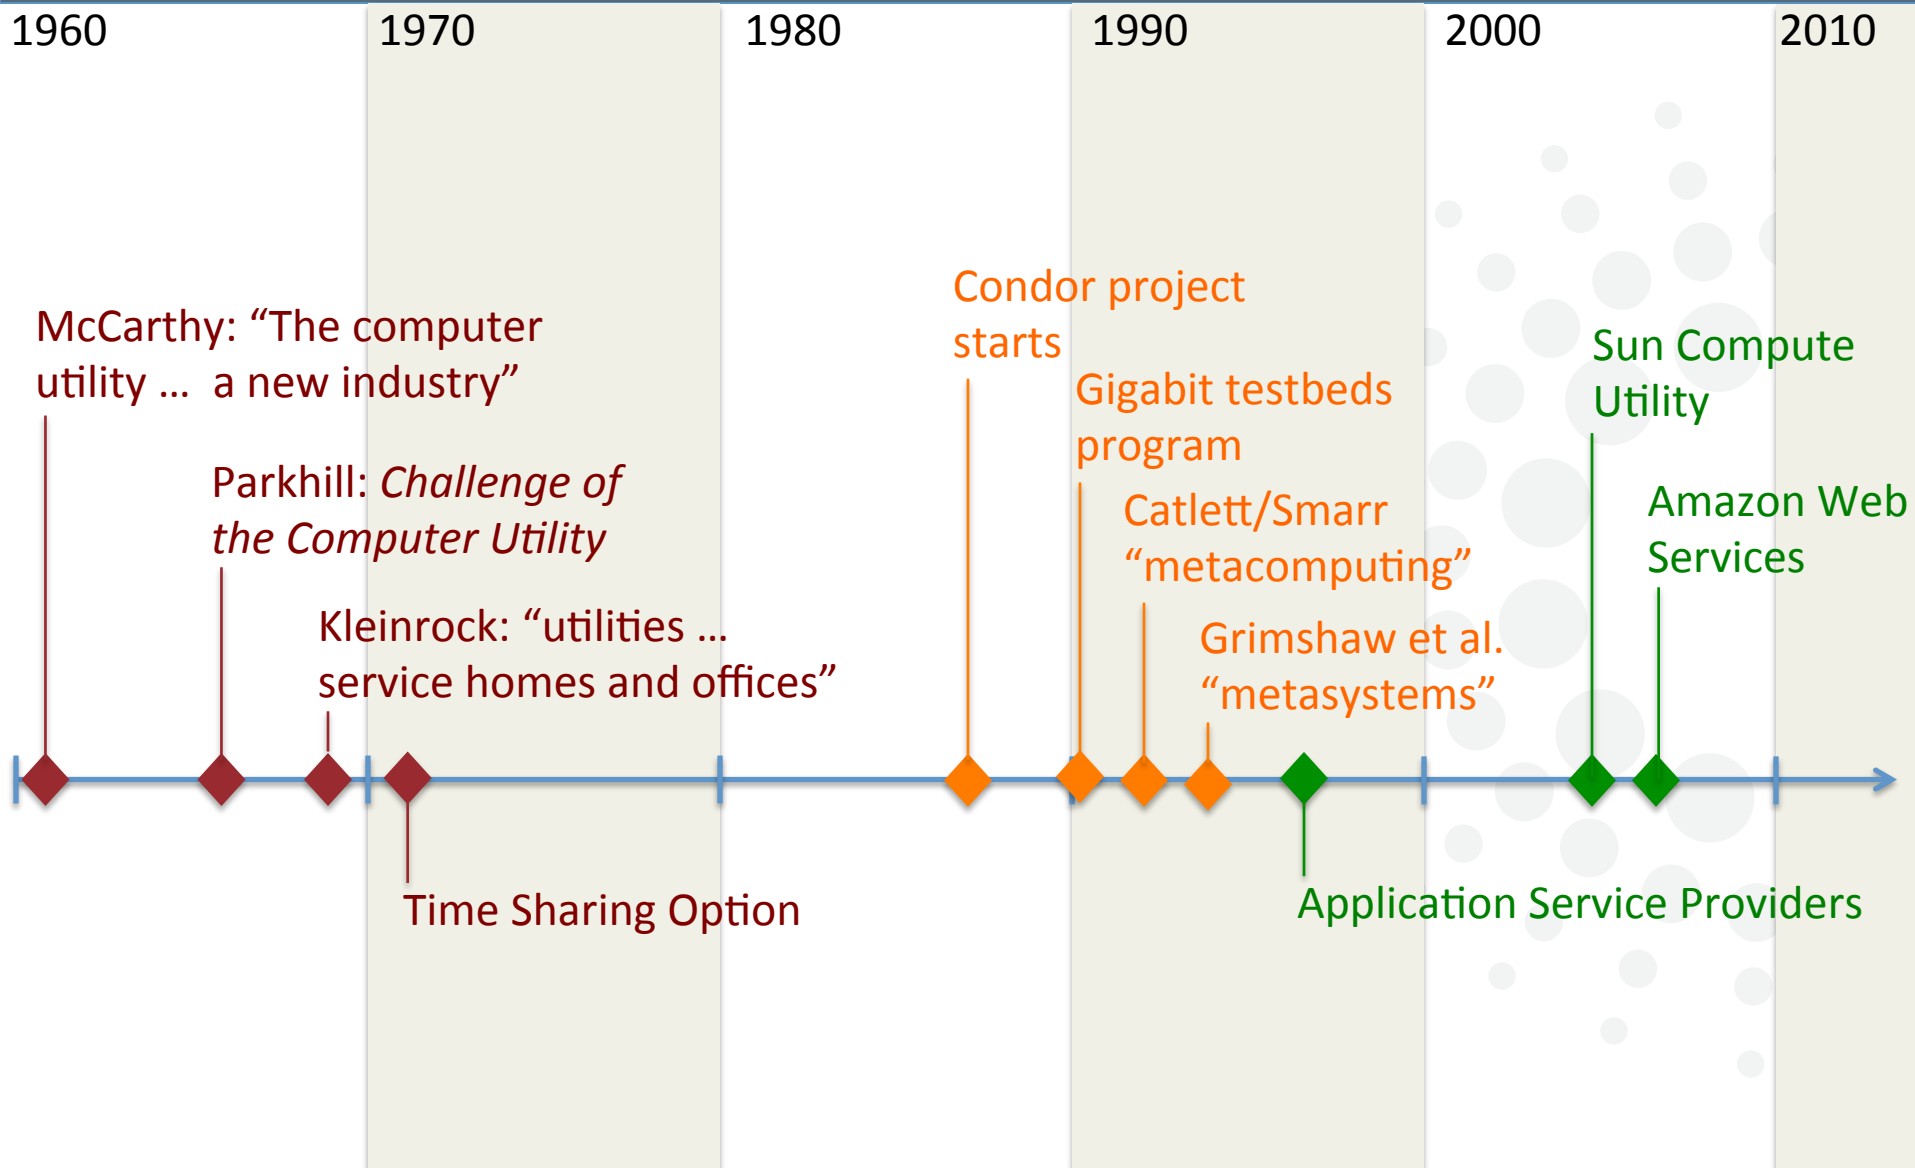 1960
1970
1980
1990
2000
2010
McCarthy: “The computer
utility …  a new industry”
Parkhill: Challenge of
the Computer Utility
Kleinrock: “utilities …
service homes and offices”
Time Sharing Option
Condor project
starts
Gigabit testbeds
program
Catlett/Smarr
“metacomputing”
Grimshaw et al.
“metasystems”
Application Service Providers
Sun Compute
Utility
Amazon Web
Services